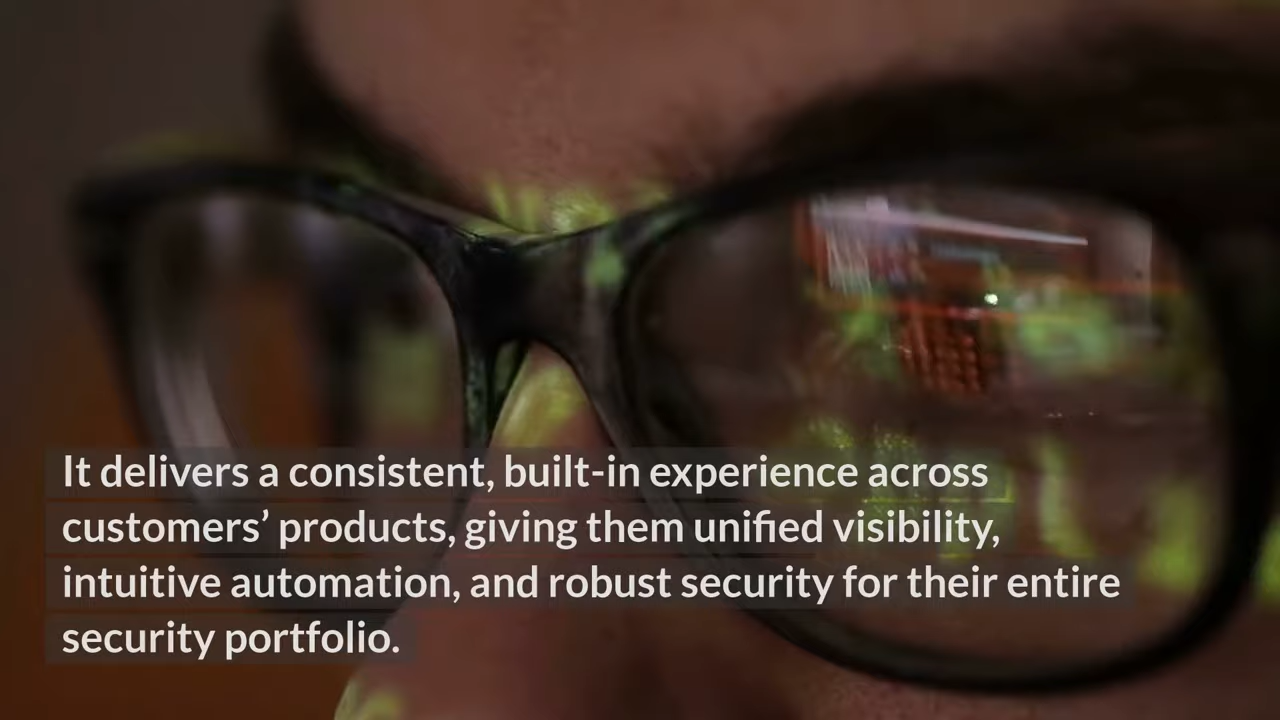 It delivers a consistent, built-in experience across
customers’ products, giving them unified visibility,
intuitive automation, and robust security for their entire
security portfolio.